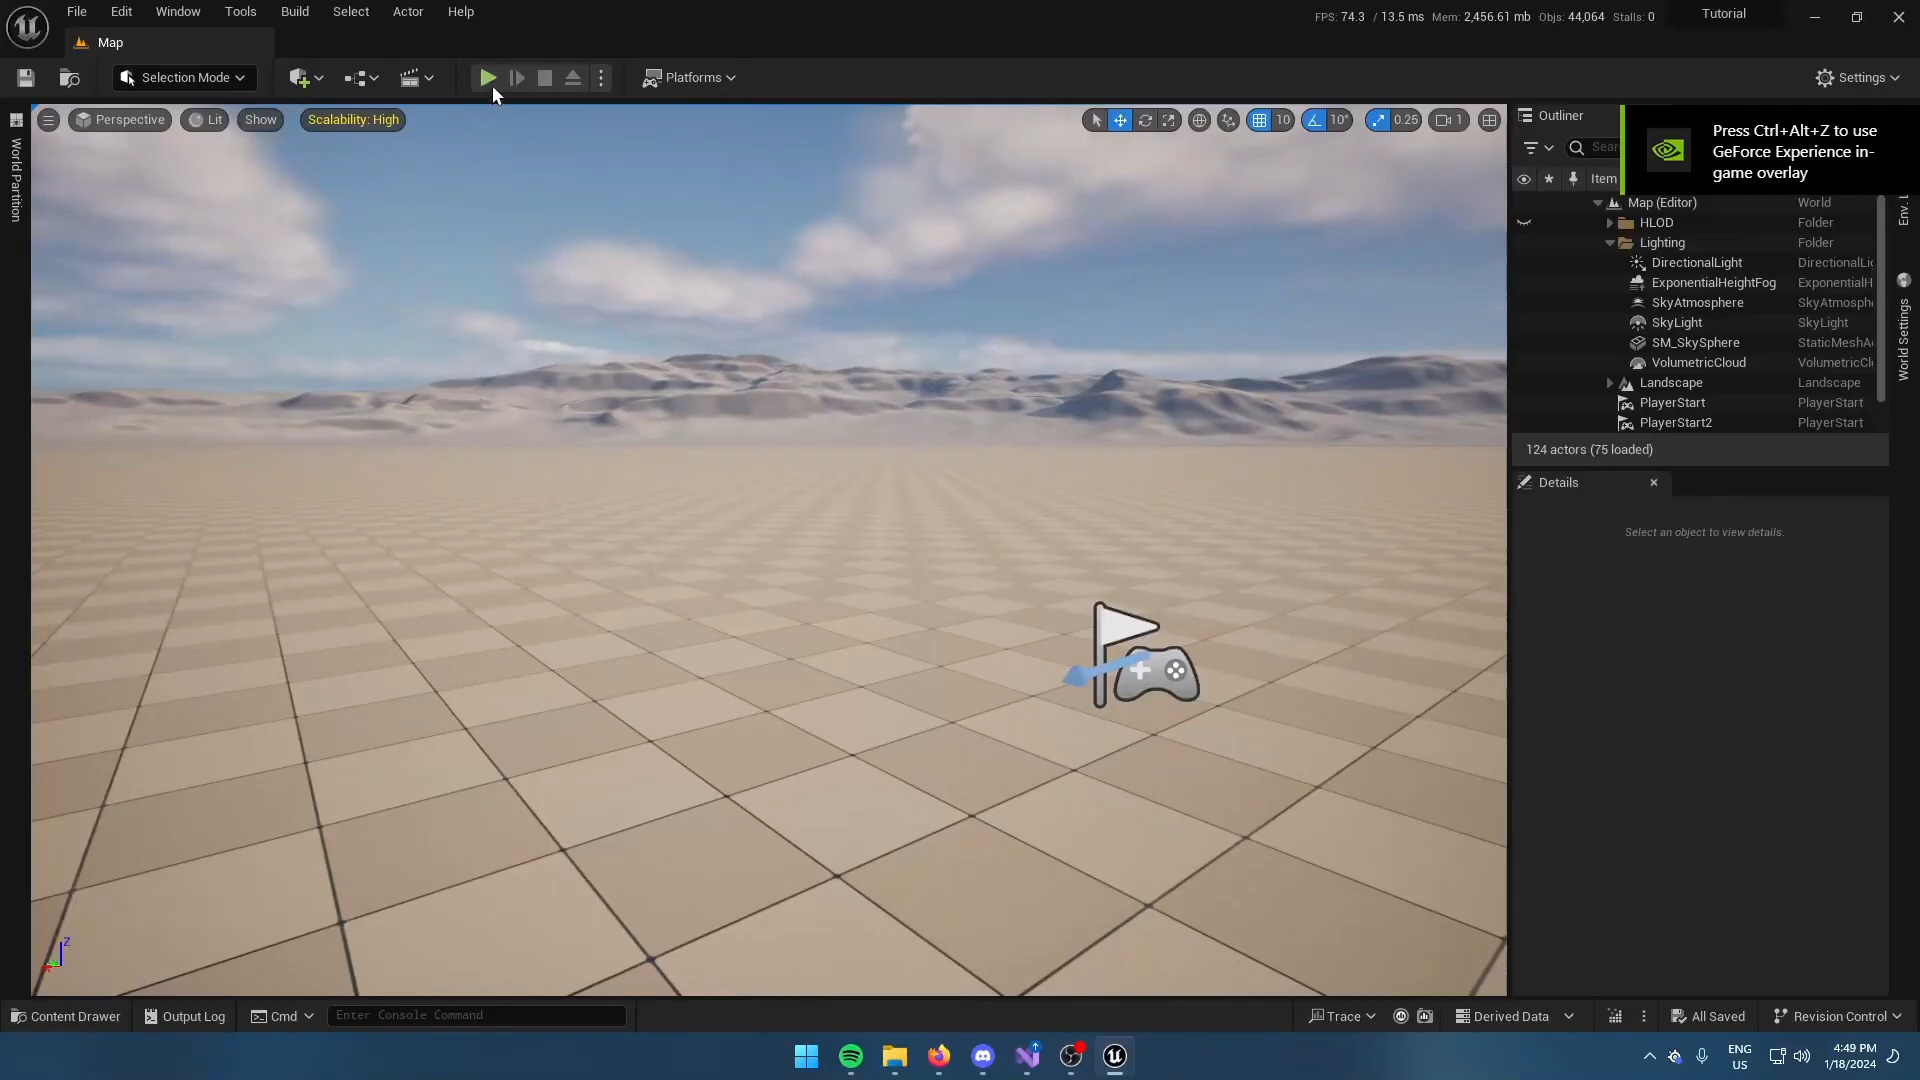 File Edit Window Tools Build Select Actor Help
FPS: 74.3 / 13.5 ms Mem: 2,456.61 mb Objs: 44,064 Stalls: 0
Tutorial
Map
Selection Mode
Platforms
Settings
World Partition
Perspective Lit Show Scalability: High
10 10° 0.25 1
Outliner
Press Ctrl+Alt+Z to use
GeForce Experience in-
game overlay
Item
Map (Editor) World
HLOD Folder
Lighting Folder
DirectionalLight DirectionalLi
ExponentialHeightFog ExponentialH
SkyAtmosphere SkyAtmosph
SkyLight SkyLight
SM_SkySphere StaticMeshA
VolumetricCloud VolumetricCl
Landscape Landscape
PlayerStart PlayerStart
PlayerStart2 PlayerStart
124 actors (75 loaded)
World Settings
Details
Select an object to view details.
Z
Content Drawer Output Log Cmd Enter Console Command
Trace Derived Data All Saved Revision Control
ENG
US
4:49 PM
1/18/2024